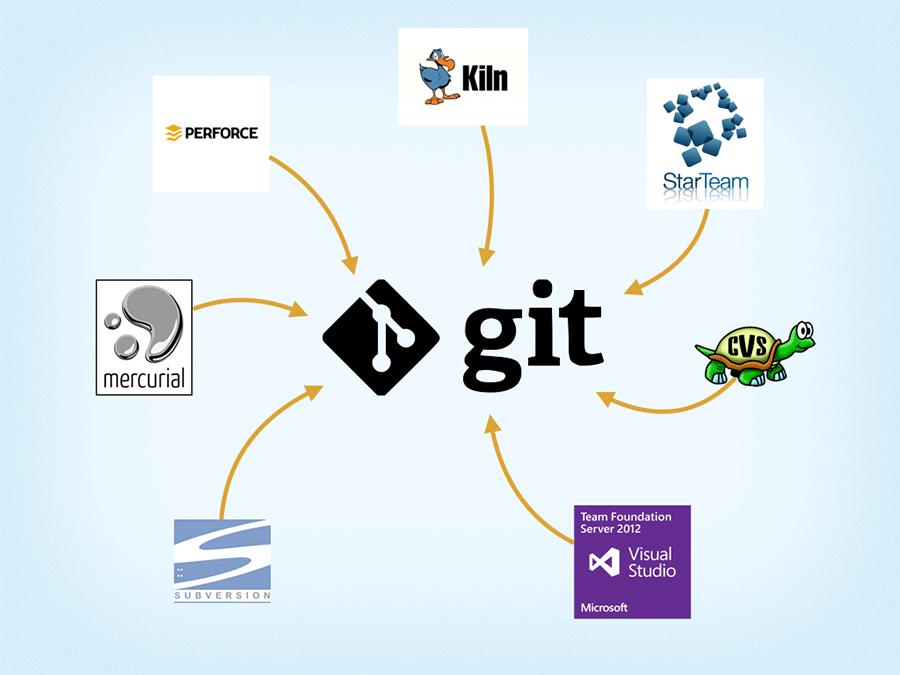 Kiln
PERFORCE
StarTeam
git
mercurial
CVS
SUBVERSION
Team Foundation
Server 2012
Visual
Studio
Microsoft